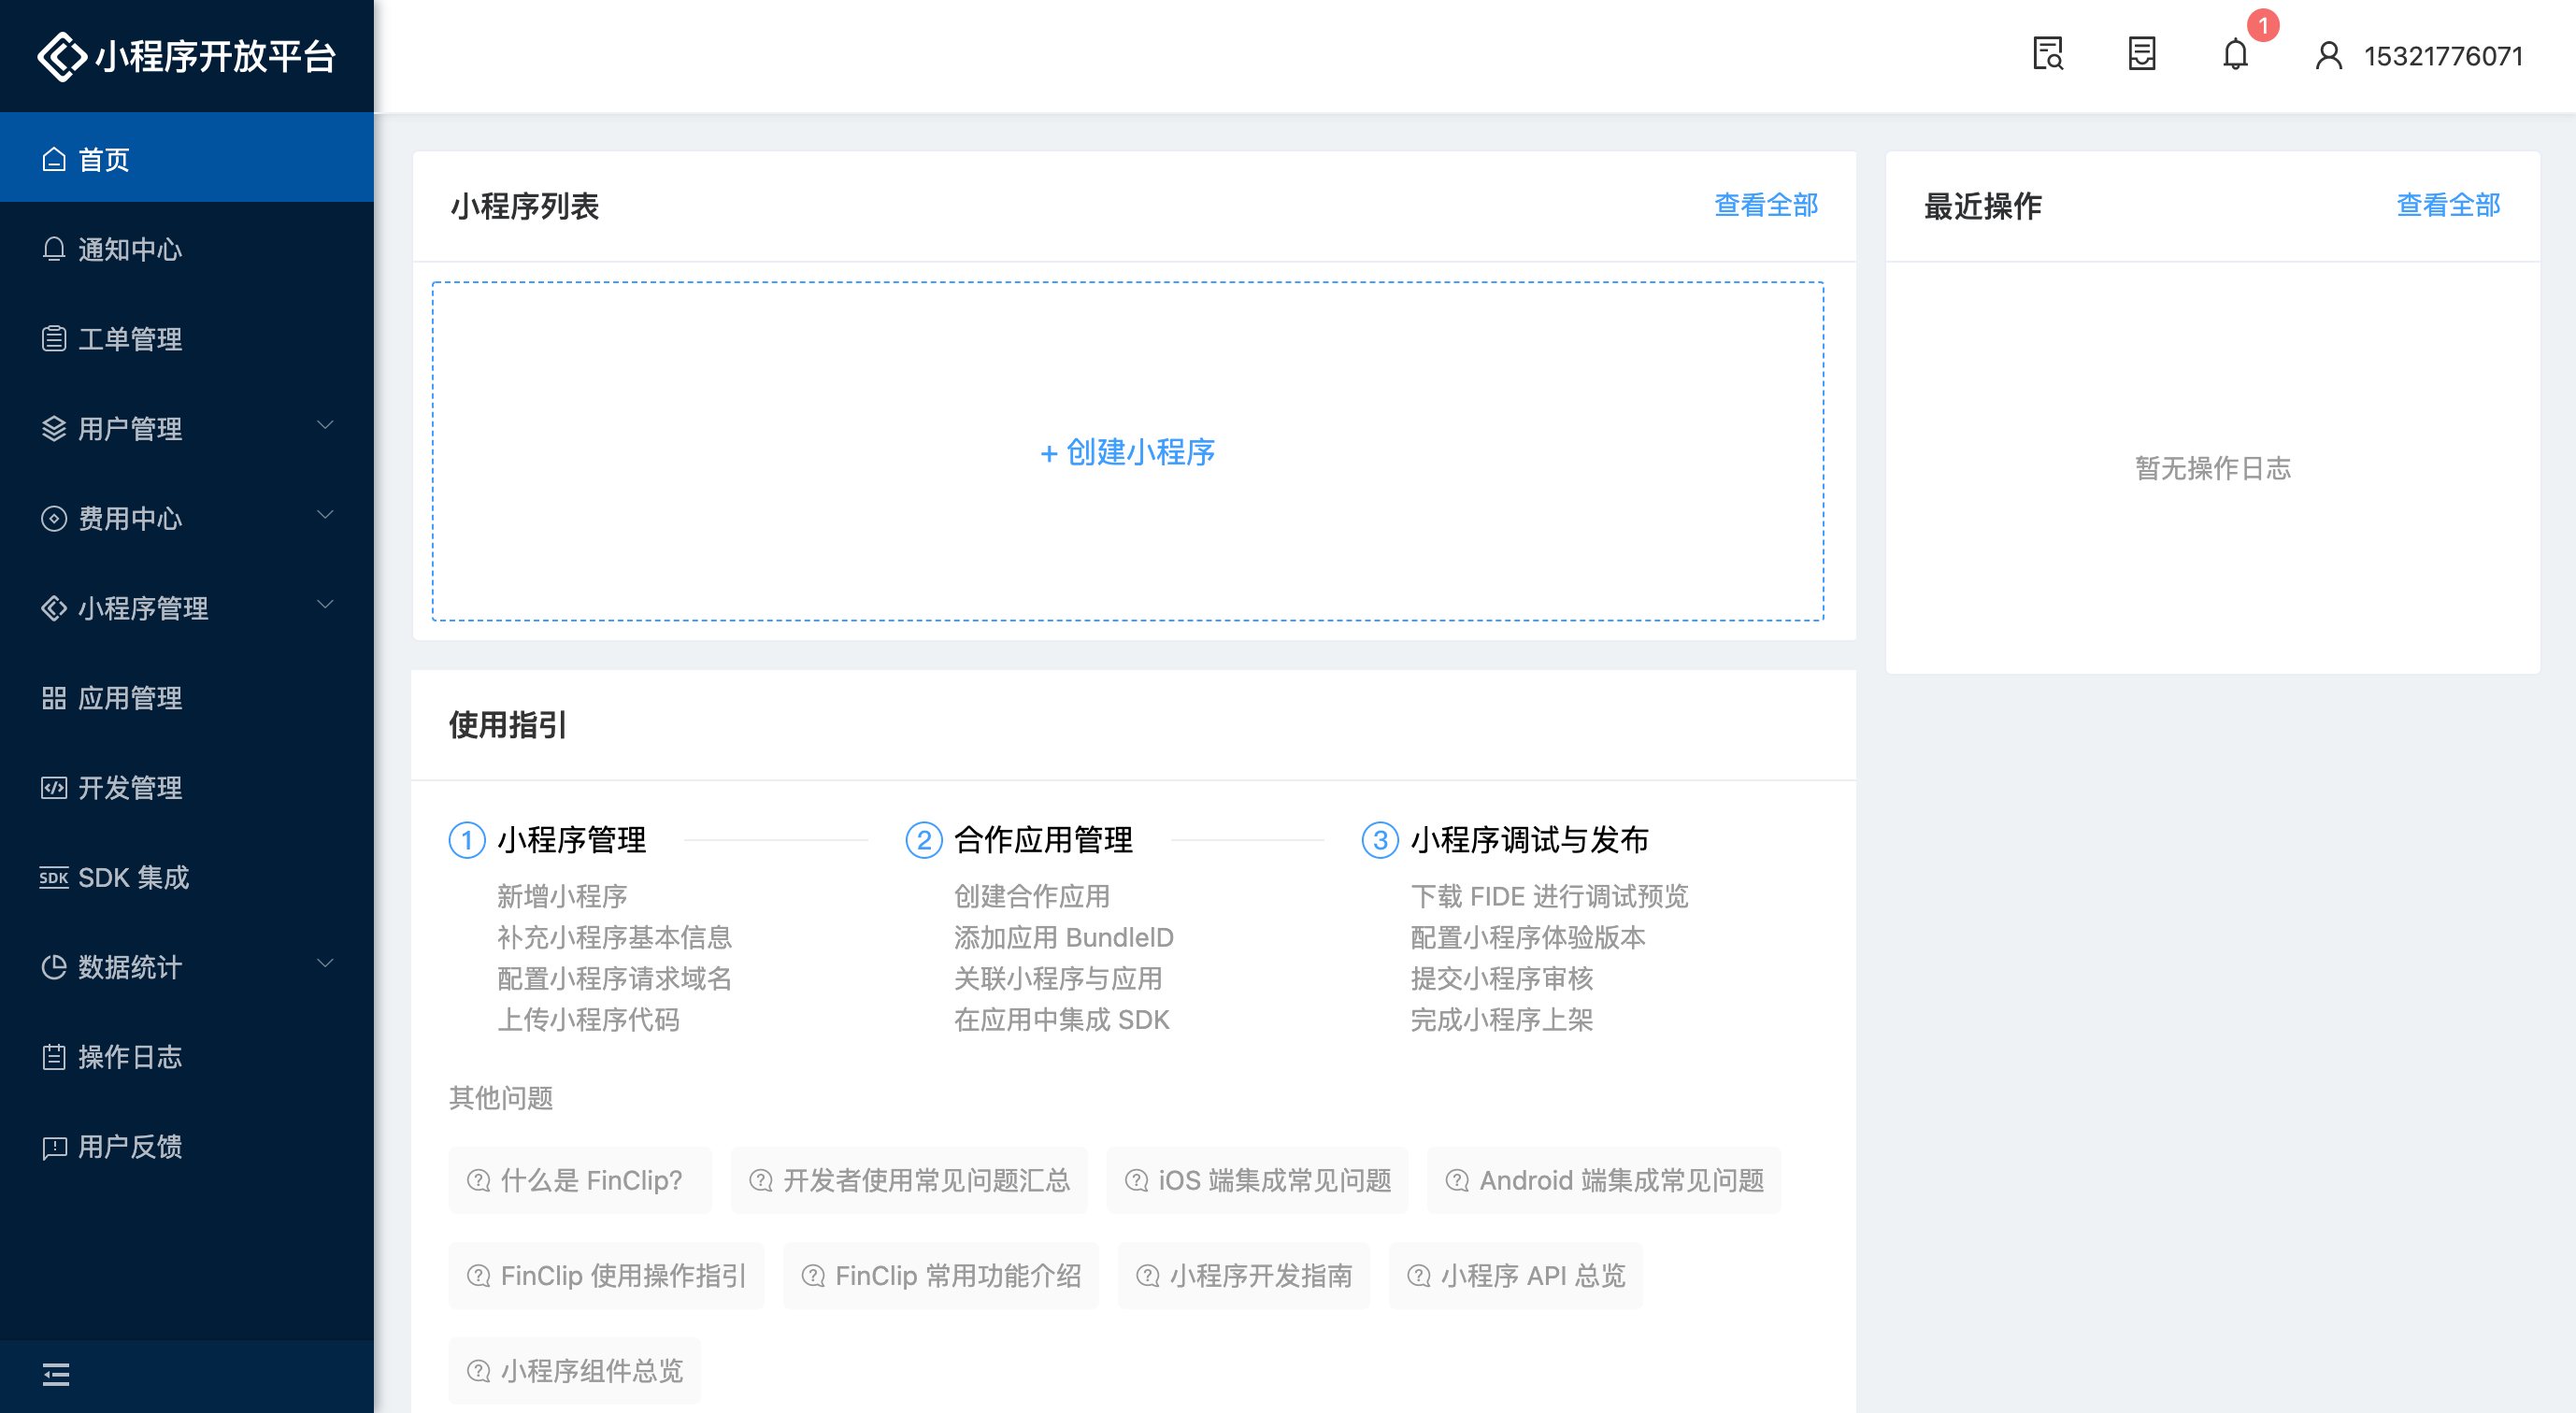 小程序开放平台
首页
通知中心
工单管理
用户管理
费用中心
小程序管理
应用管理
开发管理
SDK SDK 集成
数据统计
操作日志
用户反馈
1
15321776071
小程序列表 查看全部
+ 创建小程序
最近操作 查看全部
暂无操作日志
使用指引
1 小程序管理
新增小程序
补充小程序基本信息
配置小程序请求域名
上传小程序代码
2 合作应用管理
创建合作应用
添加应用 BundleID
关联小程序与应用
在应用中集成 SDK
3 小程序调试与发布
下载 FIDE 进行调试预览
配置小程序体验版本
提交小程序审核
完成小程序上架
其他问题
什么是 FinClip? 开发者使用常见问题汇总 iOS 端集成常见问题 Android 端集成常见问题
FinClip 使用操作指引 FinClip 常用功能介绍 小程序开发指南 小程序 API 总览
小程序组件总览